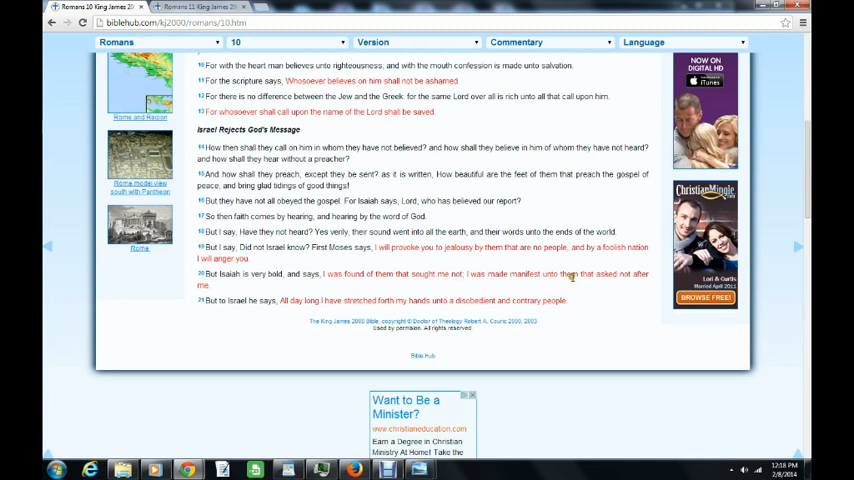 Romans 10 King James 2
Romans 11 King James 2
biblehub.com/kj2000/romans/10.htm
Romans
10
Version
Commentary
Language
10 For with the heart man believes unto righteousness; and with the mouth confession is made unto salvation.
11 For the scripture says, Whosoever believes on him shall not be ashamed.
12 For there is no difference between the Jew and the Greek: for the same Lord over all is rich unto all that call upon him.
13 For whosoever shall call upon the name of the Lord shall be saved.
Israel Rejects God's Message
14 How then shall they call on him in whom they have not believed? and how shall they believe in him of whom they have not heard?
and how shall they hear without a preacher?
15 And how shall they preach, except they be sent? as it is written, How beautiful are the feet of them that preach the gospel of
peace, and bring glad tidings of good things!
16 But they have not all obeyed the gospel. For Isaiah says, Lord, who has believed our report?
17 So then faith comes by hearing, and hearing by the word of God.
18 But I say, Have they not heard? Yes verily, their sound went into all the earth, and their words unto the ends of the world.
19 But I say, Did not Israel know? First Moses says, I will provoke you to jealousy by them that are no people, and by a foolish nation
I will anger you.
20 But Isaiah is very bold, and says, I was found of them that sought me not; I was made manifest unto them that asked not after
me.
21 But to Israel he says, All day long I have stretched forth my hands unto a disobedient and contrary people.
The King James 2000 Bible, copyright © Doctor of Theology Robert A. Couric 2000, 2003
Used by permission. All rights reserved
Bible Hub
Rome and Region
Rome model view
south with Pantheon
Rome
NOW ON
DIGITAL HD
iTunes
ChristianMingle
Lori & Curtis
Married April 2011
BROWSE FREE!
Want to Be a
Minister?
www.christianeducation.com
Earn a Degree in Christian
Ministry At Home! Take the
12:18 PM
2/8/2014